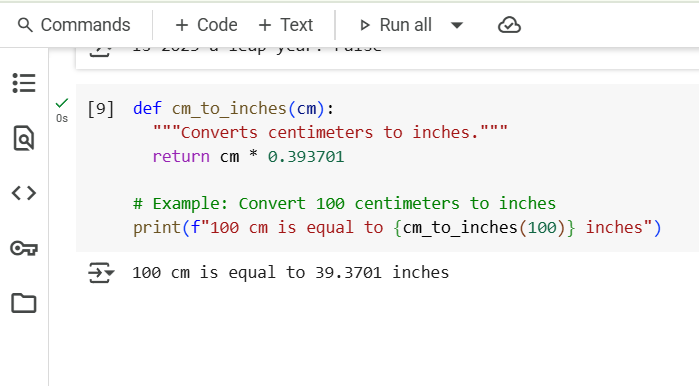 Commands + Code + Text Run all
is 2025 a leap year: False
[9] def cm_to_inches(cm):
"""Converts centimeters to inches."""
return cm * 0.393701
0s
# Example: Convert 100 centimeters to inches
print(f"100 cm is equal to {cm_to_inches(100)} inches")
100 cm is equal to 39.3701 inches